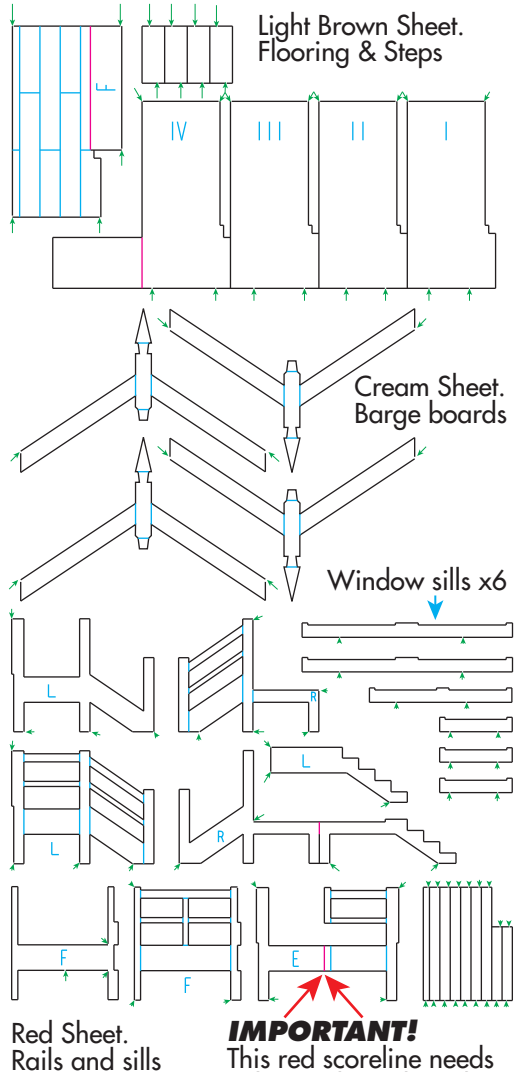 Light Brown Sheet.
Flooring & Steps
F
IV
III
II
I
Cream Sheet.
Barge boards
Window sills x6
L
R
L
L
R
F
F
E
Red Sheet.
Rails and sills
IMPORTANT!
This red scoreline needs